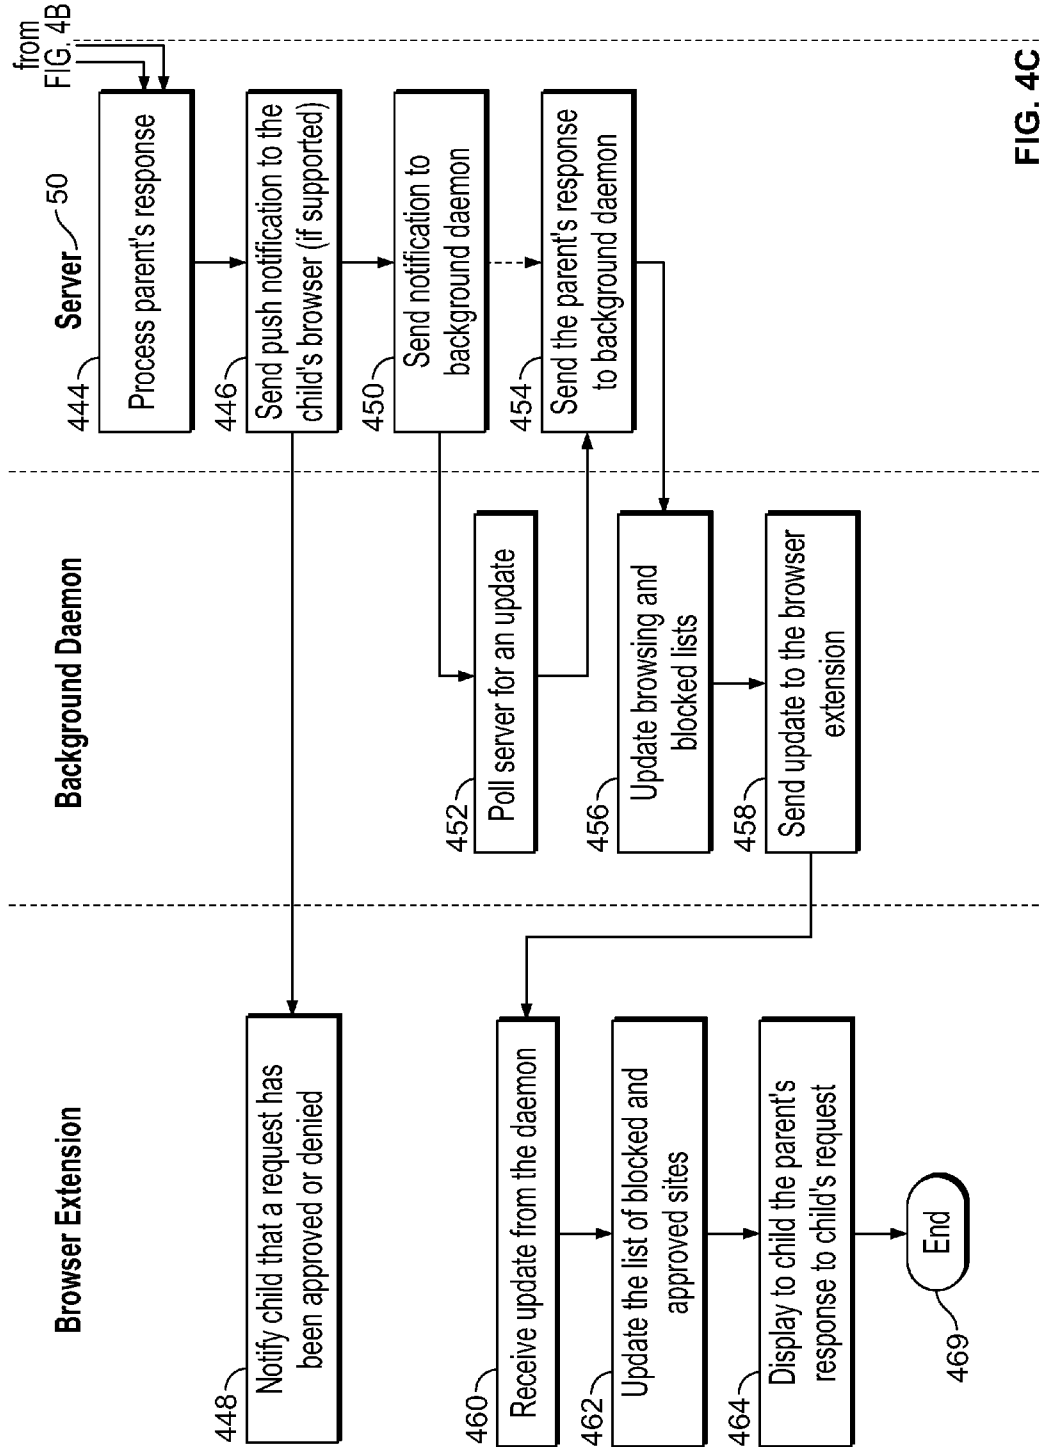 Browser Extension
Background Daemon
Server 50
from
FIG. 4B
444
Process parent's response
446
Send push notification to the
child's browser (if supported)
448
Notify child that a request has
been approved or denied
450
Send notification to
background daemon
452
Poll server for an update
454
Send the parent's response
to background daemon
456
Update browsing and
blocked lists
458
Send update to the browser
extension
460
Receive update from the daemon
462
Update the list of blocked and
approved sites
464
Display to child the parent's
response to child's request
End
469
FIG. 4C